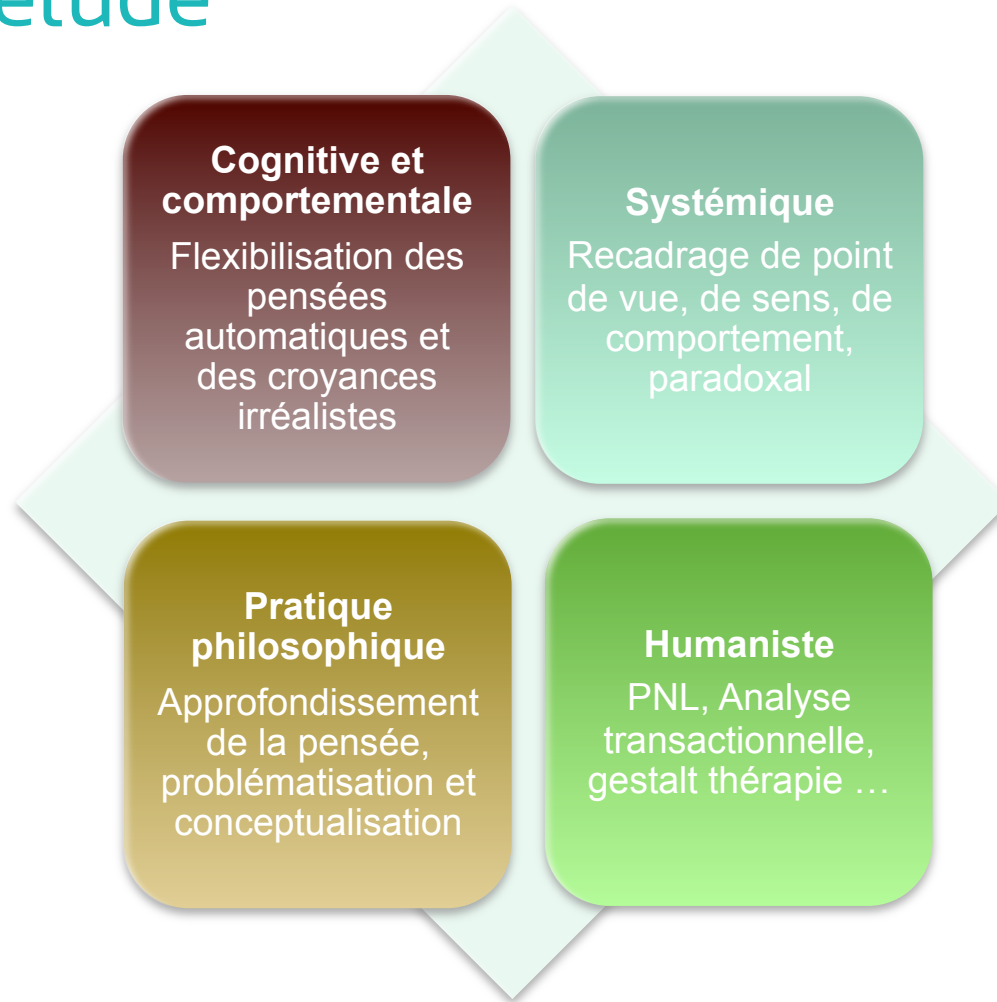 étude
Cognitive et
comportementale
Flexibilisation des
pensées
automatiques et
des croyances
irréalistes
Systémique
Recadrage de point
de vue, de sens, de
comportement,
paradoxal
Pratique
philosophique
Approfondissement
de la pensée,
problématisation et
conceptualisation
Humaniste
PNL, Analyse
transactionnelle,
gestalt thérapie …